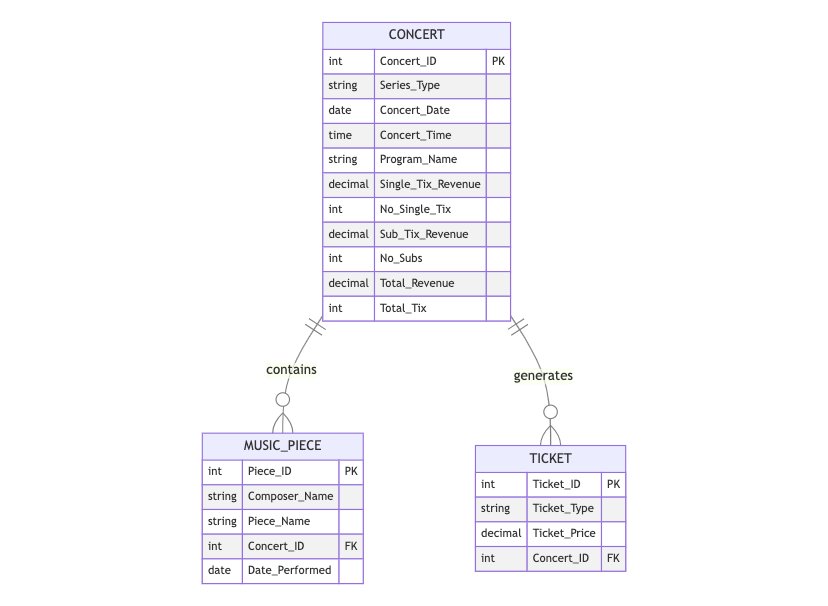 CONCERT
int Concert_ID PK
string Series_Type
date Concert_Date
time Concert_Time
string Program_Name
decimal Single_Tix_Revenue
int No_Single_Tix
decimal Sub_Tix_Revenue
int No_Subs
decimal Total_Revenue
int Total_Tix
contains
generates
MUSIC_PIECE
int Piece_ID PK
string Composer_Name
string Piece_Name
int Concert_ID FK
date Date_Performed
TICKET
int Ticket_ID PK
string Ticket_Type
decimal Ticket_Price
int Concert_ID FK